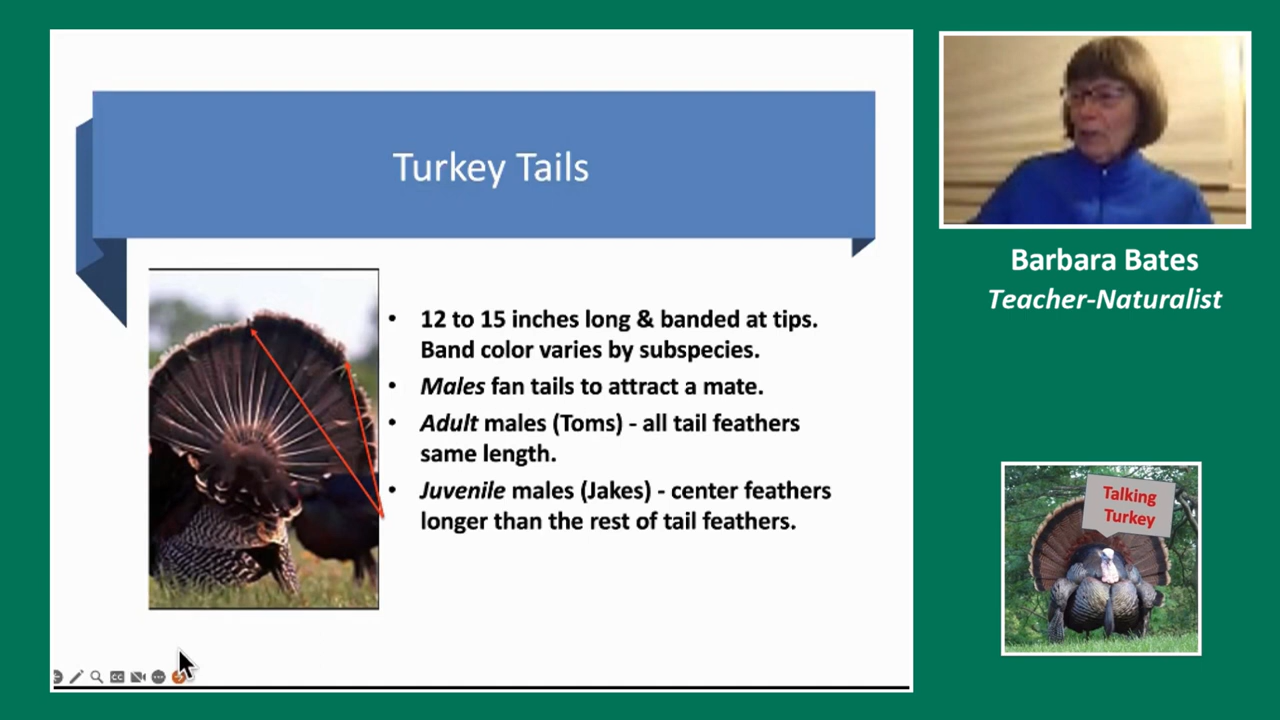 Turkey Tails
• 12 to 15 inches long & banded at tips.
Band color varies by subspecies.
• Males fan tails to attract a mate.
• Adult males (Toms) - all tail feathers
same length.
• Juvenile males (Jakes) - center feathers
longer than the rest of tail feathers.
CC
Barbara Bates
Teacher-Naturalist
Talking
Turkey